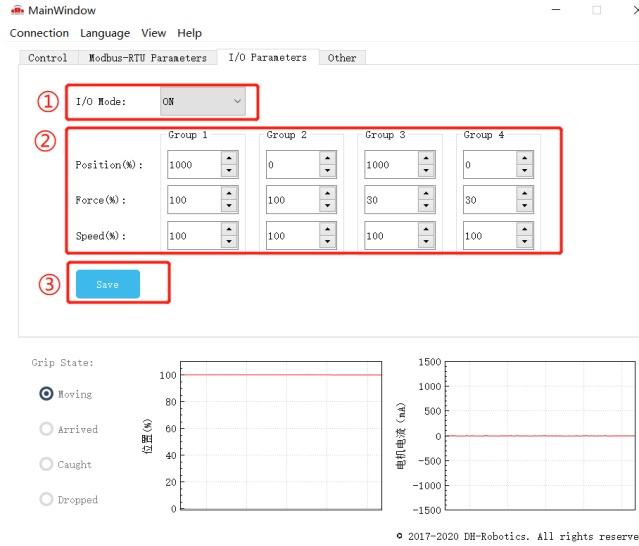 MainWindow
Connection Language View Help
Control Modbus-RTU Parameters I/O Parameters Other
① I/O Mode: ON
② Group 1 Group 2 Group 3 Group 4
Position(%): 1000 0 1000 0
Force(%): 100 100 30 30
Speed(%): 100 100 100 100
③ Save
Grip State:
Moving
Arrived
Caught
Dropped
位置(%)
100
80
60
40
20
0
电机电流 (mA)
1500
1000
500
0
-500
-1000
-1500
© 2017-2020 DH-Robotics. All rights reserve